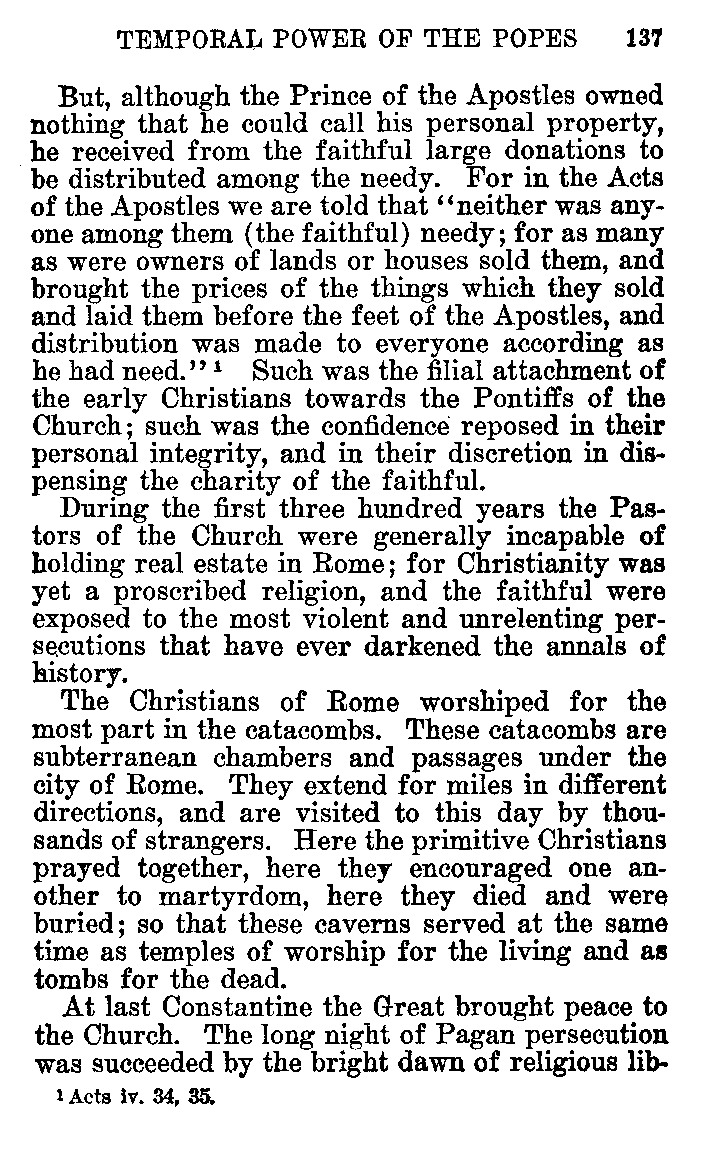 TEMPORAL POWER OF THE POPES 137
But, although the Prince of the Apostles owned
nothing that he could call his personal property,
he received from the faithful large donations to
be distributed among the needy. For in the Acts
of the Apostles we are told that "neither was any-
one among them (the faithful) needy; for as many
as were owners of lands or houses sold them, and
brought the prices of the things which they sold
and laid them before the feet of the Apostles, and
distribution was made to everyone according as
he had need."¹ Such was the filial attachment of
the early Christians towards the Pontiffs of the
Church; such was the confidence reposed in their
personal integrity, and in their discretion in dis-
pensing the charity of the faithful.
During the first three hundred years the Pas-
tors of the Church were generally incapable of
holding real estate in Rome; for Christianity was
yet a proscribed religion, and the faithful were
exposed to the most violent and unrelenting per-
secutions that have ever darkened the annals of
history.
The Christians of Rome worshiped for the
most part in the catacombs. These catacombs are
subterranean chambers and passages under the
city of Rome. They extend for miles in different
directions, and are visited to this day by thou-
sands of strangers. Here the primitive Christians
prayed together, here they encouraged one an-
other to martyrdom, here they died and were
buried; so that these caverns served at the same
time as temples of worship for the living and as
tombs for the dead.
At last Constantine the Great brought peace to
the Church. The long night of Pagan persecution
was succeeded by the bright dawn of religious lib-
¹ Acts iv. 34, 35.